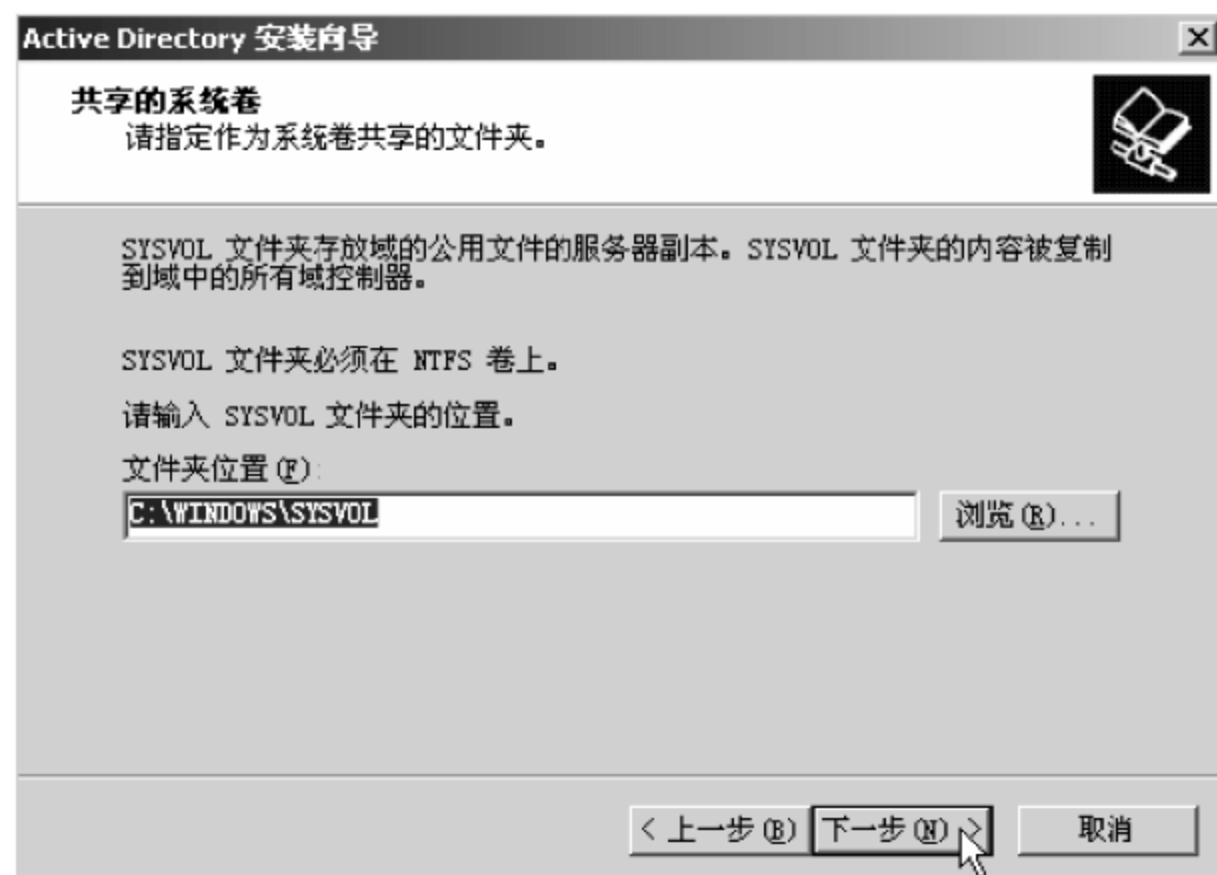 Active Directory 安装向导
共享的系统卷
请指定作为系统卷共享的文件夹。
SYSVOL 文件夹存放域的公用文件的服务器副本。SYSVOL 文件夹的内容被复制
到域中的所有域控制器。
SYSVOL 文件夹必须在 NTFS 卷上。
请输入 SYSVOL 文件夹的位置。
文件夹位置(F):
C:\WINDOWS\SYSVOL
浏览(R)...
< 上一步(B)
下一步(N) >
取消